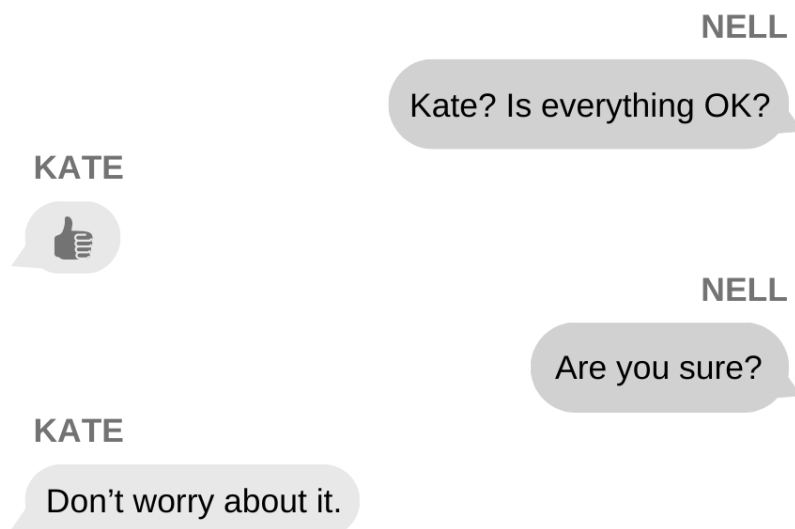 NELL
Kate? Is everything OK?
KATE
👍
NELL
Are you sure?
KATE
Don’t worry about it.